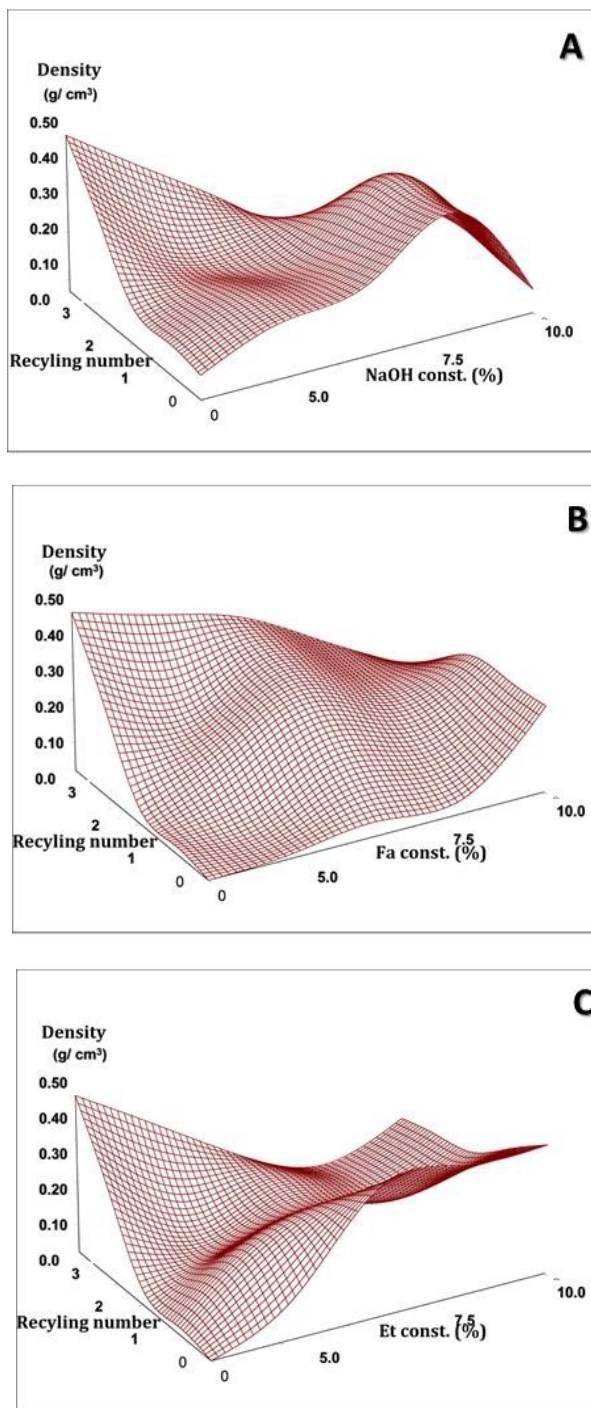 A
Density
(g/ cm³)
0.50
0.40
0.30
0.20
0.10
0.0
3
2
Recyling number
1
0
0
5.0
7.5
NaOH const. (%)
10.0
B
Density
(g/ cm³)
0.50
0.40
0.30
0.20
0.10
0.0
3
2
Recyling number
1
0
0
5.0
7.5
Fa const. (%)
10.0
C
Density
(g/ cm³)
0.50
0.40
0.30
0.20
0.10
0.0
3
2
Recyling number
1
0
0
5.0
7.5
Et const. (%)
10.0